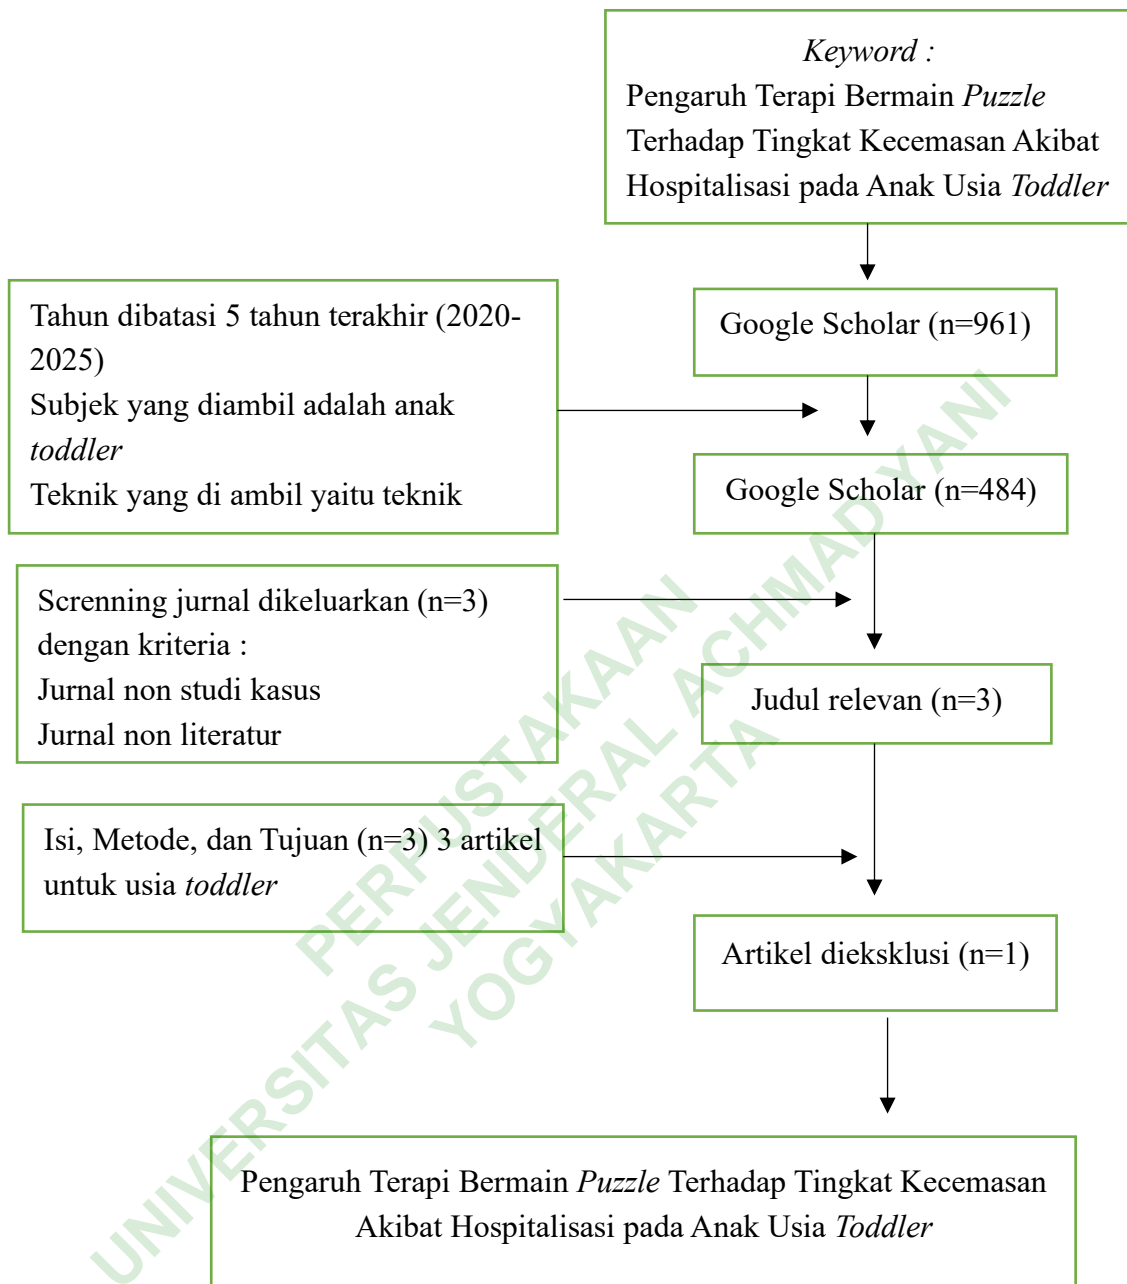 Keyword :
Pengaruh Terapi Bermain Puzzle
Terhadap Tingkat Kecemasan Akibat
Hospitalisasi pada Anak Usia Toddler
Google Scholar (n=961)
Tahun dibatasi 5 tahun terakhir (2020-
2025)
Subjek yang diambil adalah anak
toddler
Teknik yang di ambil yaitu teknik
Google Scholar (n=484)
Screnning jurnal dikeluarkan (n=3)
dengan kriteria :
Jurnal non studi kasus
Jurnal non literatur
Judul relevan (n=3)
Isi, Metode, dan Tujuan (n=3) 3 artikel
untuk usia toddler
Artikel dieksklusi (n=1)
Pengaruh Terapi Bermain Puzzle Terhadap Tingkat Kecemasan
Akibat Hospitalisasi pada Anak Usia Toddler
PERPUSTAKAAN
UNIVERSITAS JENDERAL ACHMAD YANI
YOGYAKARTA